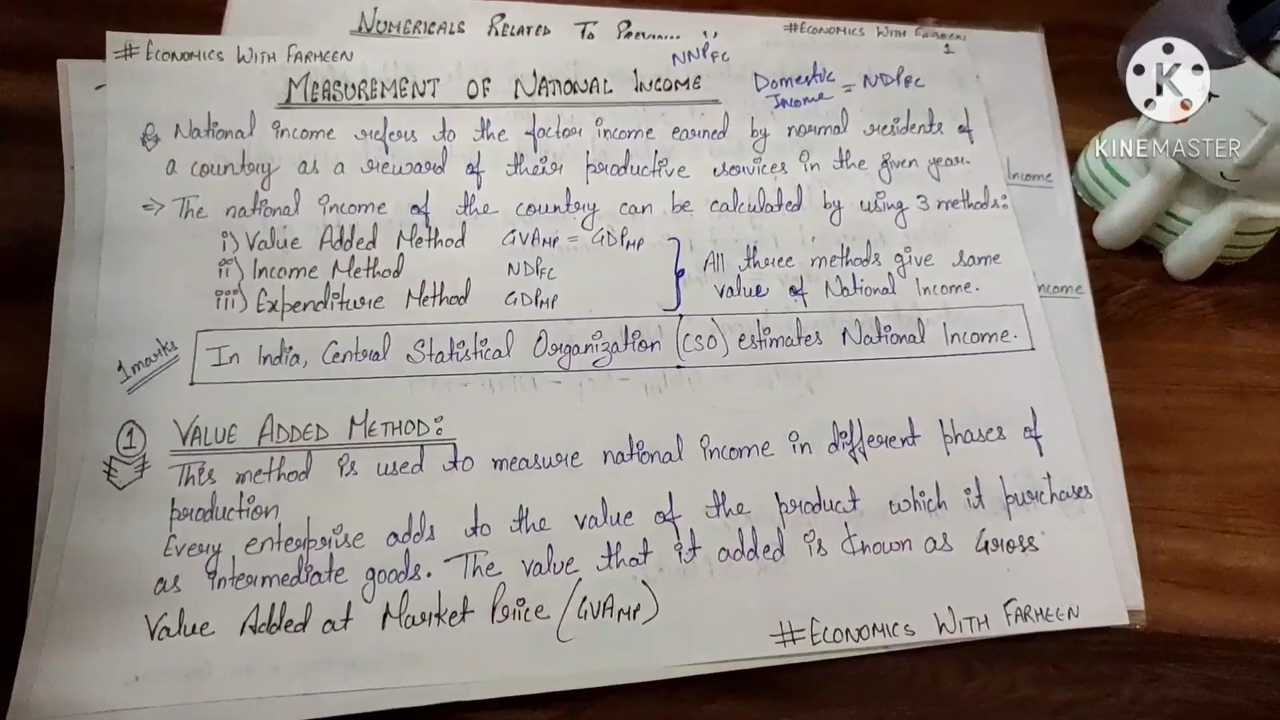 NUMERICALS RELATED TO
#ECONOMICS WITH FARHEEN
#ECONOMICS WITH FARHEEN
1
NNPFC
MEASUREMENT OF NATIONAL INCOME
Domestic Income = NDPFC
National income refers to the factor income earned by normal residents of
a country as a reward of their productive services in the given year.
⇒ The national income of the country can be calculated by using 3 methods:
i) Value Added Method GVAMP = GDPMP
ii) Income Method NDPFC
iii) Expenditure Method GDPMP
All three methods give same
value of National Income.
Income
ncome
1 marks
In India, Central Statistical Organization (CSO) estimates National Income.
1 VALUE ADDED METHOD:
This method is used to measure national income in different phases of
production
Every enterprise adds to the value of the product which it purchases
as intermediate goods. The value that it added is known as Gross
Value Added at Market Price (GVAMP)
#ECONOMICS WITH FARHEEN
K
KINEMASTER